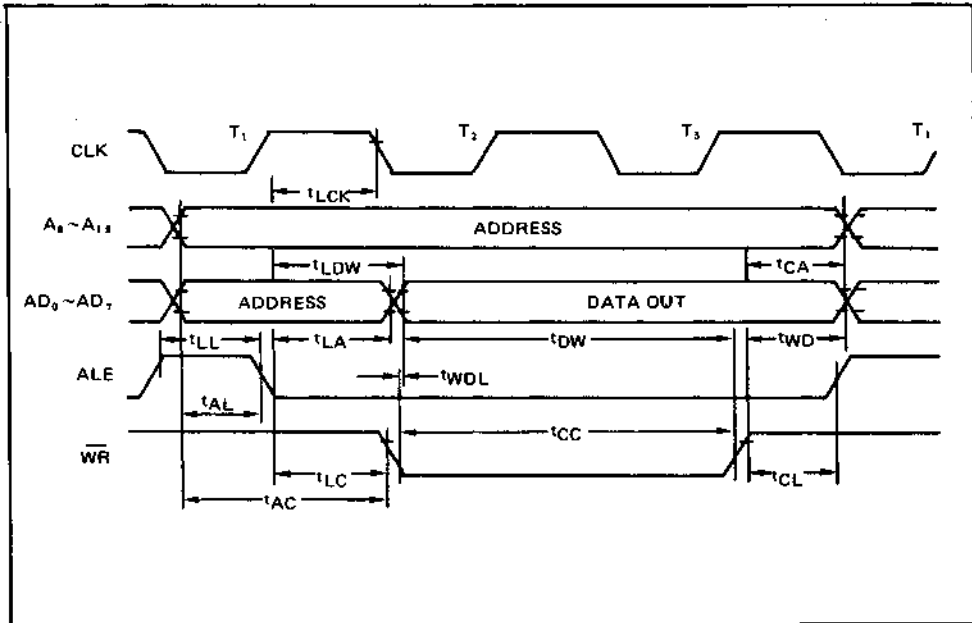 CLK T₁ T₂ T₃ T₁
tLCK
A₈~A₁₅ ADDRESS
tLDW tCA
AD₀~AD₇ ADDRESS DATA OUT
tLL tLA tDW tWD
ALE tWDL
tAL tCC
WR tLC tCL
tAC